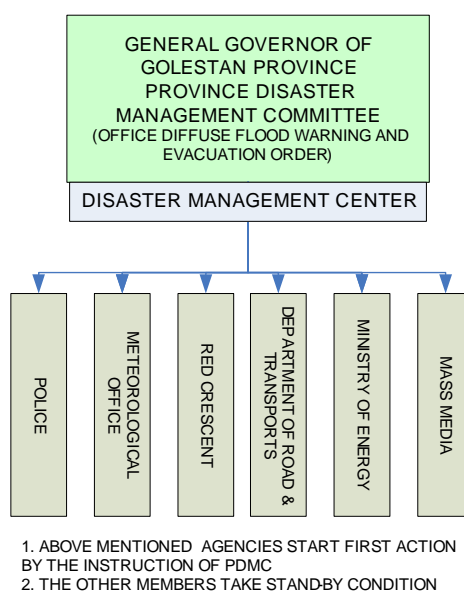 GENERAL GOVERNOR OF
GOLESTAN PROVINCE
PROVINCE DISASTER
MANAGEMENT COMMITTEE
(OFFICE DIFFUSE FLOOD WARNING AND
EVACUATION ORDER)
DISASTER MANAGEMENT CENTER
POLICE
METEOROLOGICAL
OFFICE
RED CRESCENT
DEPARTMENT OF ROAD &
TRANSPORTS
MINISTRY OF ENERGY
MASS MEDIA
1. ABOVE MENTIONED AGENCIES START FIRST ACTION
BY THE INSTRUCTION OF PDMC
2. THE OTHER MEMBERS TAKE STAND-BY CONDITION